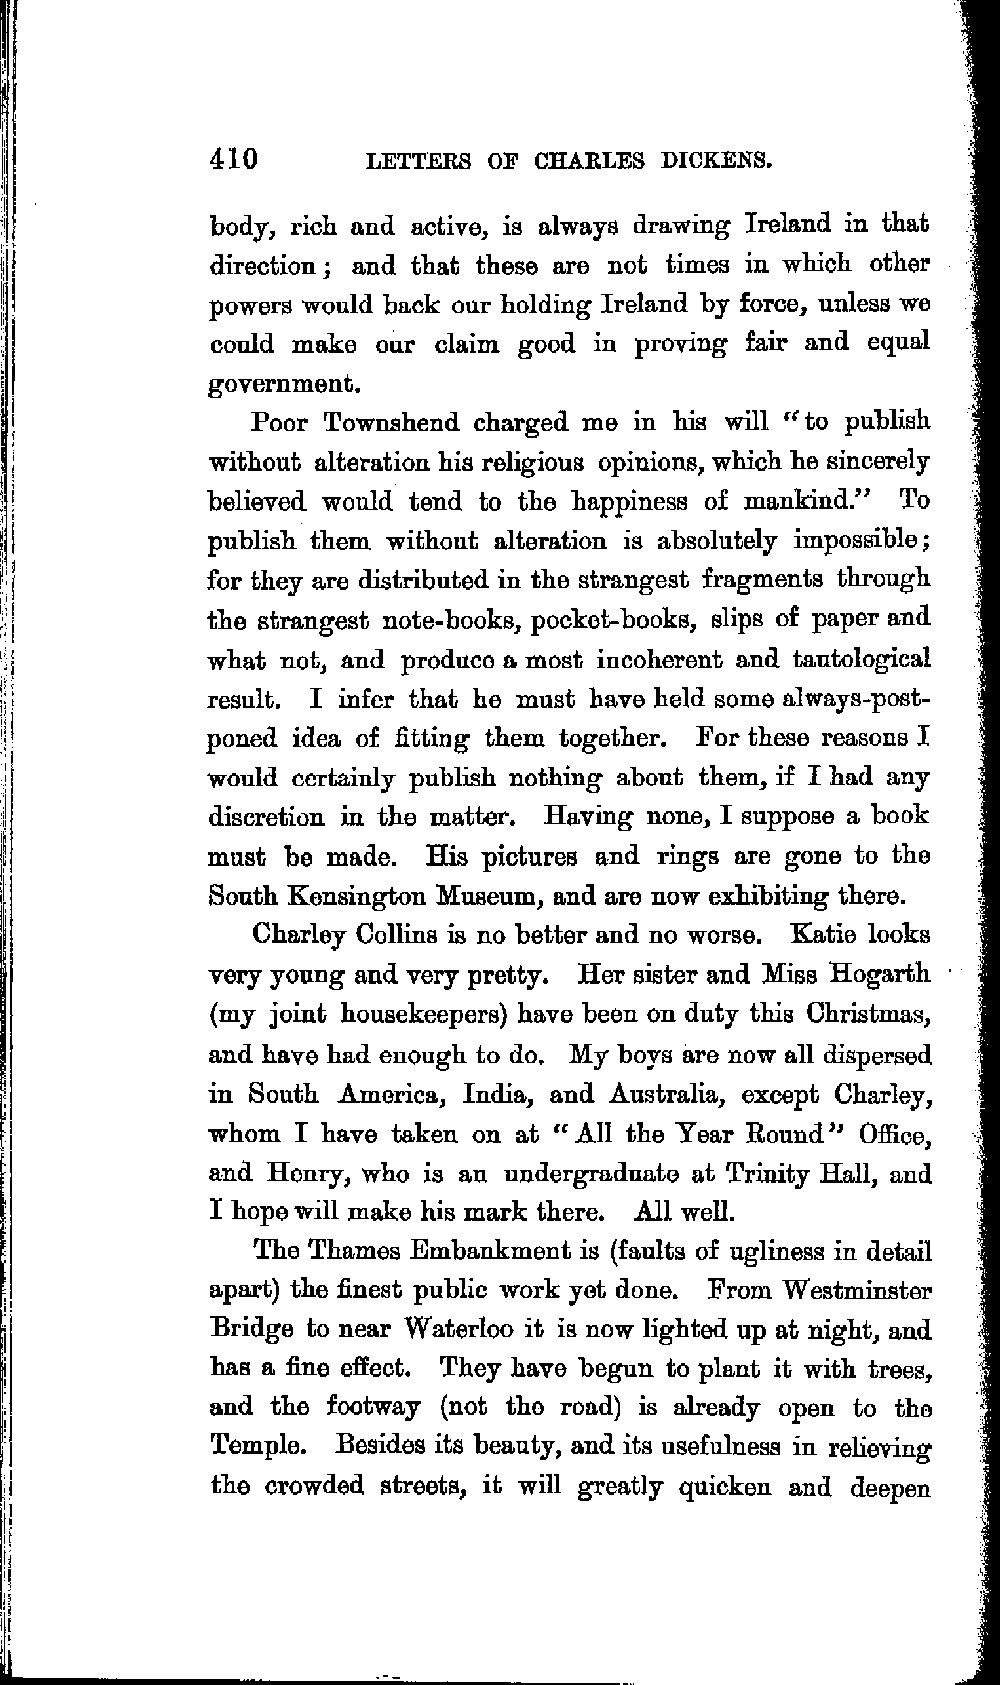 410 LETTERS OF CHARLES DICKENS.
body, rich and active, is always drawing Ireland in that
direction; and that these are not times in which other
powers would back our holding Ireland by force, unless we
could make our claim good in proving fair and equal
government.
Poor Townshend charged me in his will “to publish
without alteration his religious opinions, which he sincerely
believed would tend to the happiness of mankind.” To
publish them without alteration is absolutely impossible;
for they are distributed in the strangest fragments through
the strangest note-books, pocket-books, slips of paper and
what not, and produce a most incoherent and tautological
result. I infer that he must have held some always-post-
poned idea of fitting them together. For these reasons I
would certainly publish nothing about them, if I had any
discretion in the matter. Having none, I suppose a book
must be made. His pictures and rings are gone to the
South Kensington Museum, and are now exhibiting there.
Charley Collins is no better and no worse. Katie looks
very young and very pretty. Her sister and Miss Hogarth
(my joint housekeepers) have been on duty this Christmas,
and have had enough to do. My boys are now all dispersed
in South America, India, and Australia, except Charley,
whom I have taken on at “All the Year Round” Office,
and Henry, who is an undergraduate at Trinity Hall, and
I hope will make his mark there. All well.
The Thames Embankment is (faults of ugliness in detail
apart) the finest public work yet done. From Westminster
Bridge to near Waterloo it is now lighted up at night, and
has a fine effect. They have begun to plant it with trees,
and the footway (not the road) is already open to the
Temple. Besides its beauty, and its usefulness in relieving
the crowded streets, it will greatly quicken and deepen